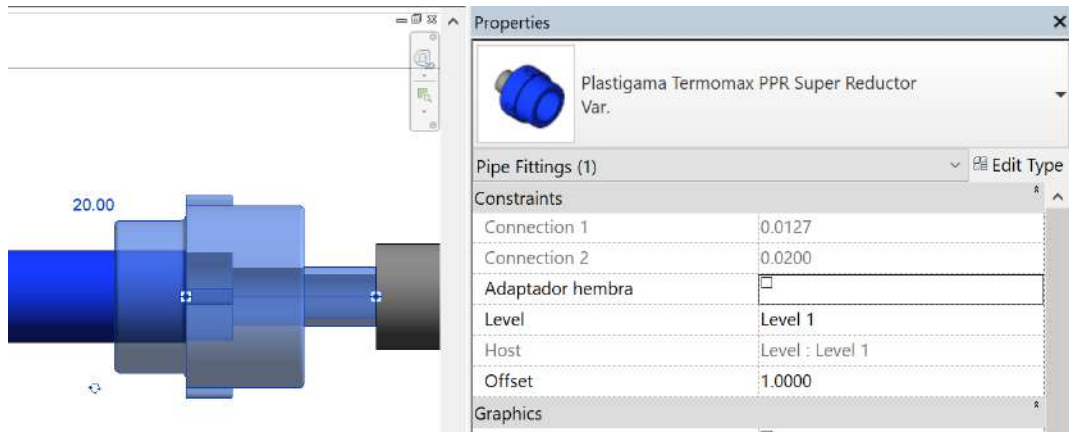 20.00
Properties
Plastigama Termomax PPR Super Reductor
Var.
Pipe Fittings (1)
Edit Type
Constraints
Connection 1 0.0127
Connection 2 0.0200
Adaptador hembra
Level Level 1
Host Level : Level 1
Offset 1.0000
Graphics